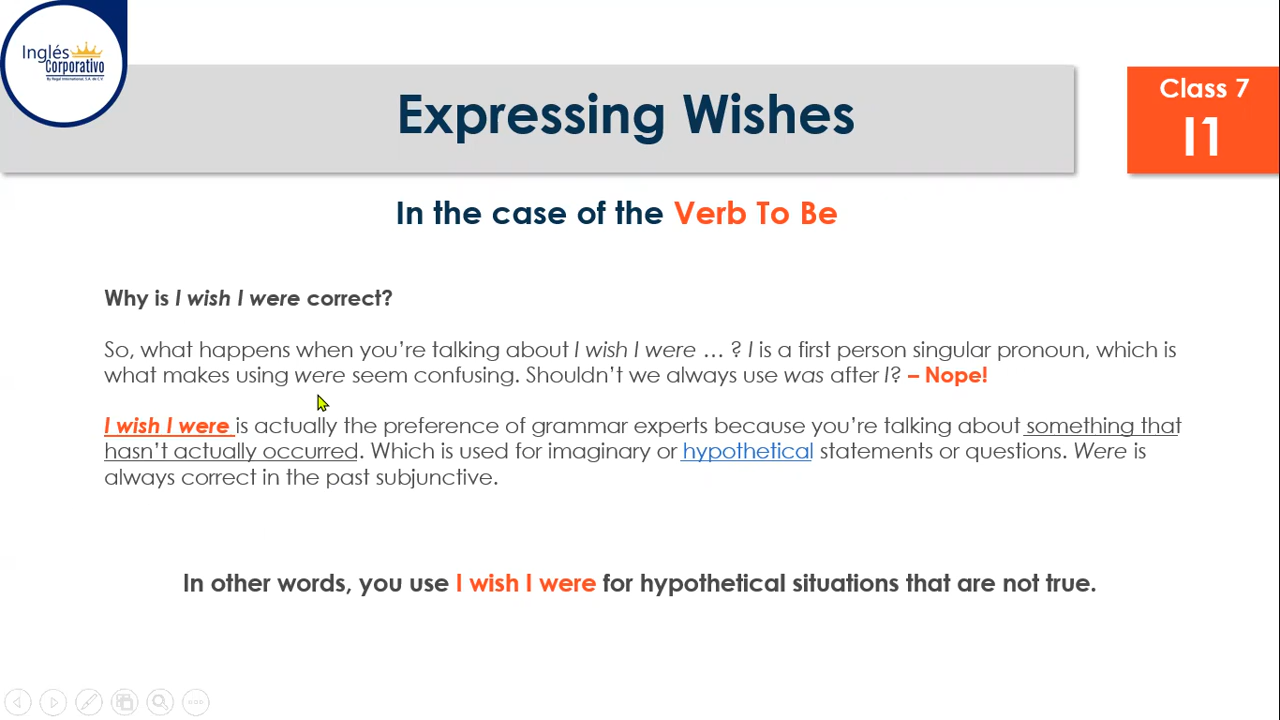 Inglés
Corporativo
By Regal International, S.A. de C.V.
Expressing Wishes
Class 7
I1
In the case of the Verb To Be
Why is I wish I were correct?
So, what happens when you’re talking about I wish I were … ? I is a first person singular pronoun, which is
what makes using were seem confusing. Shouldn’t we always use was after I? – Nope!
I wish I were is actually the preference of grammar experts because you’re talking about something that
hasn’t actually occurred. Which is used for imaginary or hypothetical statements or questions. Were is
always correct in the past subjunctive.
In other words, you use I wish I were for hypothetical situations that are not true.